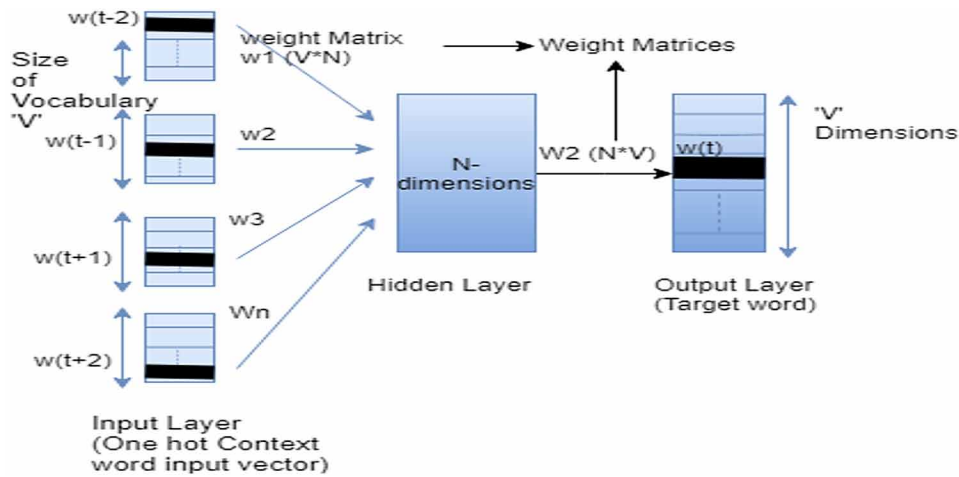 w(t-2)
weight Matrix
w1 (V*N)
Weight Matrices
Size
of
Vocabulary
'V'
w(t-1)
w2
N-
dimensions
W2 (N*V)
w(t)
'V'
Dimensions
w3
w(t+1)
Hidden Layer
Output Layer
(Target word)
Wn
w(t+2)
Input Layer
(One hot Context
word input vector)